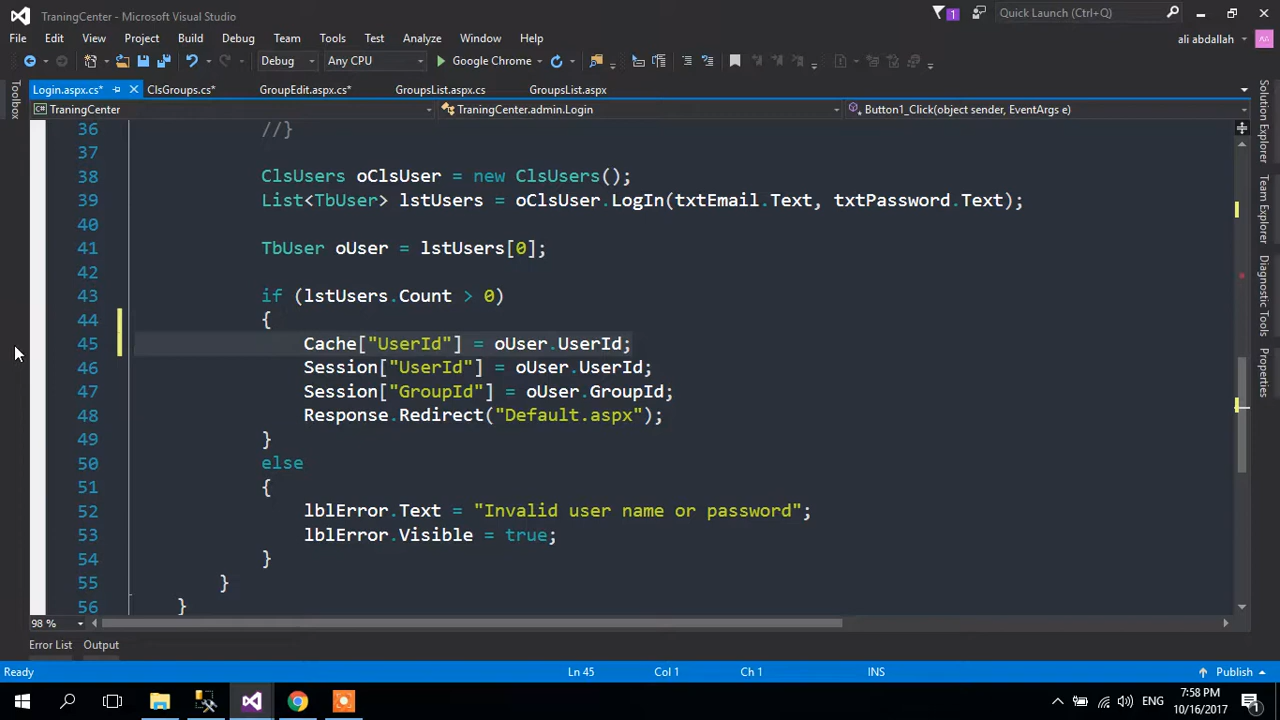 TraningCenter - Microsoft Visual Studio
1
Quick Launch (Ctrl+Q)
File Edit View Project Build Debug Team Tools Test Analyze Window Help
ali abdallah
AA
Debug Any CPU Google Chrome
Login.aspx.cs* ClsGroups.cs* GroupEdit.aspx.cs* GroupsList.aspx.cs GroupsList.aspx
TraningCenter TraningCenter.admin.Login Button1_Click(object sender, EventArgs e)
Toolbox
Solution Explorer
Team Explorer
Diagnostic Tools
Properties
36 //}
37
38 ClsUsers oClsUser = new ClsUsers();
39 List<TbUser> lstUsers = oClsUser.LogIn(txtEmail.Text, txtPassword.Text);
40
41 TbUser oUser = lstUsers[0];
42
43 if (lstUsers.Count > 0)
44 {
45 Cache["UserId"] = oUser.UserId;
46 Session["UserId"] = oUser.UserId;
47 Session["GroupId"] = oUser.GroupId;
48 Response.Redirect("Default.aspx");
49 }
50 else
51 {
52 lblError.Text = "Invalid user name or password";
53 lblError.Visible = true;
54 }
55 }
56 }
98 %
Error List Output
Ready Ln 45 Col 1 Ch 1 INS Publish
ENG
7:58 PM
10/16/2017
1